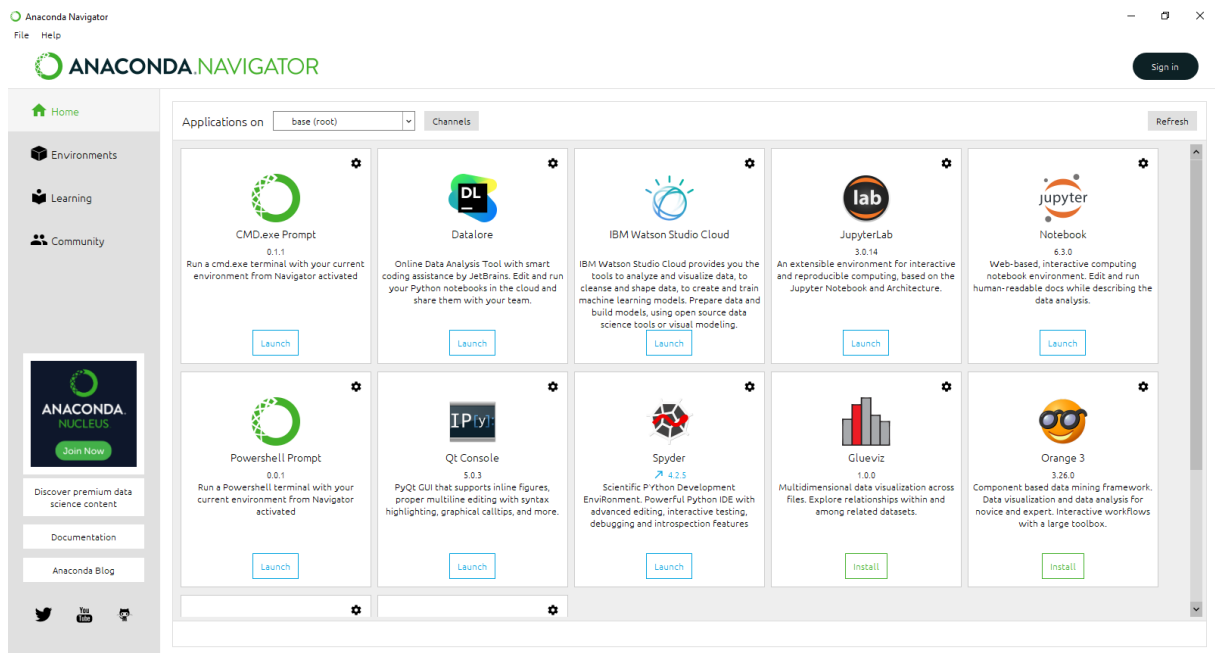 Anaconda Navigator
File Help
ANACONDA.NAVIGATOR
Sign in
Home
Environments
Learning
Community
ANACONDA.
NUCLEUS
Join Now
Discover premium data
science content
Documentation
Anaconda Blog
You
Tube
Applications on
base (root)
Channels
Refresh
CMD.exe Prompt
0.1.1
Run a cmd.exe terminal with your current
environment from Navigator activated
Launch
DL
Datalore
Online Data Analysis Tool with smart
coding assistance by JetBrains. Edit and run
your Python notebooks in the cloud and
share them with your team.
Launch
IBM Watson Studio Cloud
IBM Watson Studio Cloud provides you the
tools to analyze and visualize data, to
cleanse and shape data, to create and train
machine learning models. Prepare data and
build models, using open source data
science tools or visual modeling.
Launch
lab
JupyterLab
3.0.14
An extensible environment for interactive
and reproducible computing, based on the
Jupyter Notebook and Architecture.
Launch
jupyter
Notebook
6.3.0
Web-based, interactive computing
notebook environment. Edit and run
human-readable docs while describing the
data analysis.
Launch
Powershell Prompt
0.0.1
Run a Powershell terminal with your
current environment from Navigator
activated
Launch
IP[y]:
Qt Console
5.0.3
PyQt GUI that supports inline figures,
proper multiline editing with syntax
highlighting, graphical calltips, and more.
Launch
Spyder
4.2.5
Scientific PYthon Development
EnviRonment. Powerful Python IDE with
advanced editing, interactive testing,
debugging and introspection features
Launch
Glueviz
1.0.0
Multidimensional data visualization across
files. Explore relationships within and
among related datasets.
Install
Orange 3
3.26.0
Component based data mining framework.
Data visualization and data analysis for
novice and expert. Interactive workflows
with a large toolbox.
Install